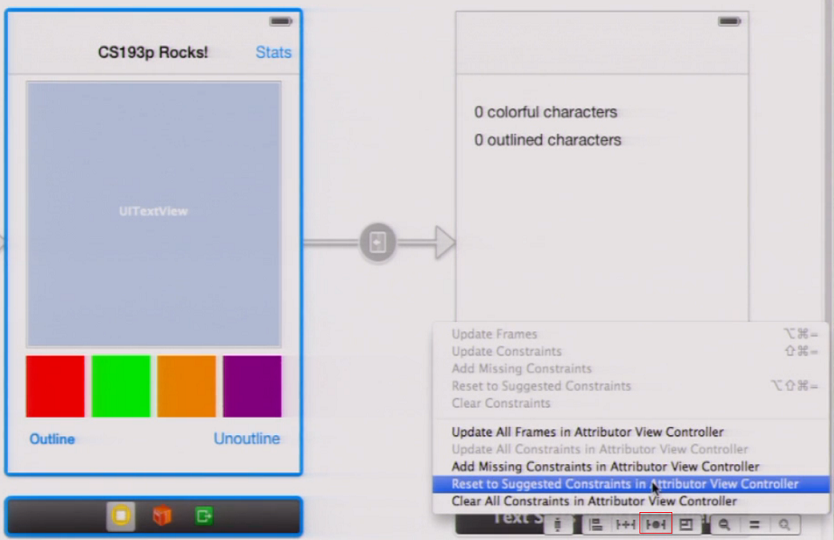 CS193p Rocks!
Stats
UITextView
Outline
Unoutline
0 colorful characters
0 outlined characters
Update Frames ⌥⌘=
Update Constraints ⇧⌘=
Add Missing Constraints
Reset to Suggested Constraints ⌥⇧⌘=
Clear Constraints
Update All Frames in Attributor View Controller
Update All Constraints in Attributor View Controller
Add Missing Constraints in Attributor View Controller
Reset to Suggested Constraints in Attributor View Controller
Clear All Constraints in Attributor View Controller
Text